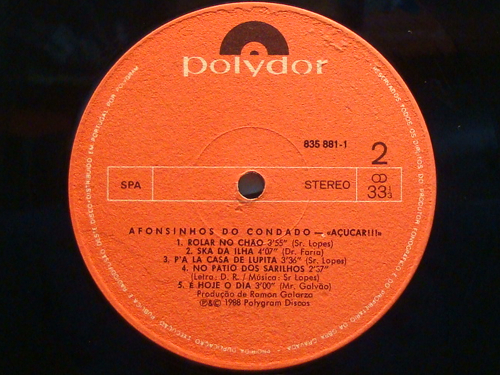 polydor
835 881-1
2
SPA
STEREO
33⅓
AFONSINHOS DO CONDADO — «AÇUCAR!!!»
1. ROLAR NO CHÃO 3'55" (Sr. Lopes)
2. SKA DA ILHA 4'07" (Dr. Farra)
3. P'A LA CASA DE LUPITA 3'36" (Sr. Lopes)
4. NO PATIO DOS SARILHOS 2'37"
(Letra: D. R. / Música: Sr Lopes)
5. E HOJE O DIA 3'00" (Mr. Galvão)
Produção de Ramon Galarza
℗&© 1988 Polygram Discos